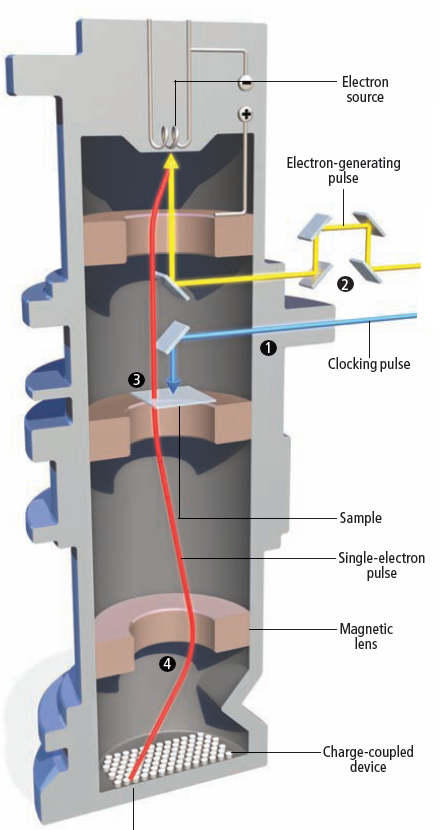 Electron
source
−
+
Electron-generating
pulse
2
1
Clocking pulse
3
Sample
Single-electron
pulse
Magnetic
lens
4
Charge-coupled
device